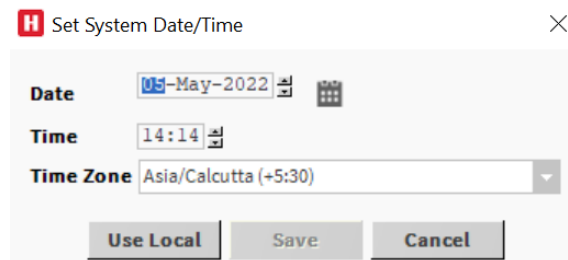 H Set System Date/Time
Date 05-May-2022
Time 14:14
Time Zone Asia/Calcutta (+5:30)
Use Local Save Cancel